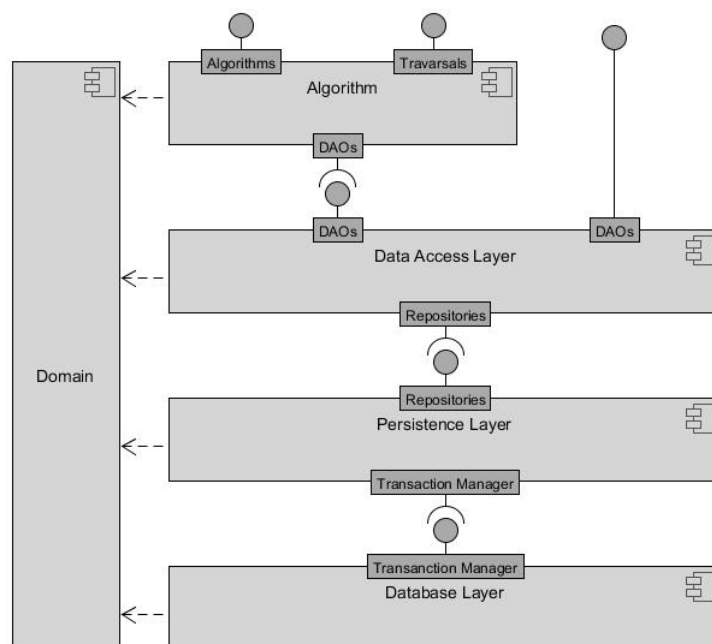 Algorithms
Travarsals
Algorithm
DAOs
DAOs
DAOs
Data Access Layer
Repositories
Domain
Repositories
Persistence Layer
Transaction Manager
Transanction Manager
Database Layer